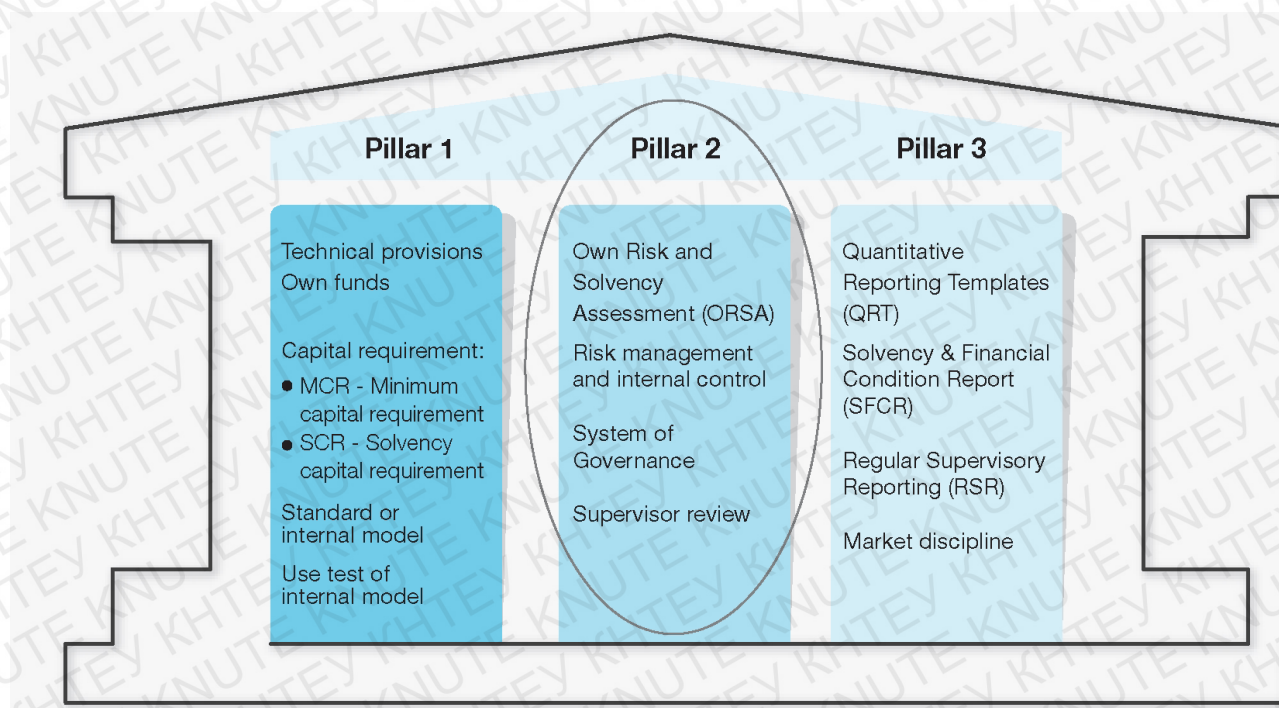 Pillar 1
Technical provisions
Own funds
Capital requirement:
● MCR - Minimum
capital requirement
● SCR - Solvency
capital requirement
Standard or
internal model
Use test of
internal model
Pillar 2
Own Risk and
Solvency
Assessment (ORSA)
Risk management
and internal control
System of
Governance
Supervisor review
Pillar 3
Quantitative
Reporting Templates
(QRT)
Solvency & Financial
Condition Report
(SFCR)
Regular Supervisory
Reporting (RSR)
Market discipline
КНТЕУ KNUTE